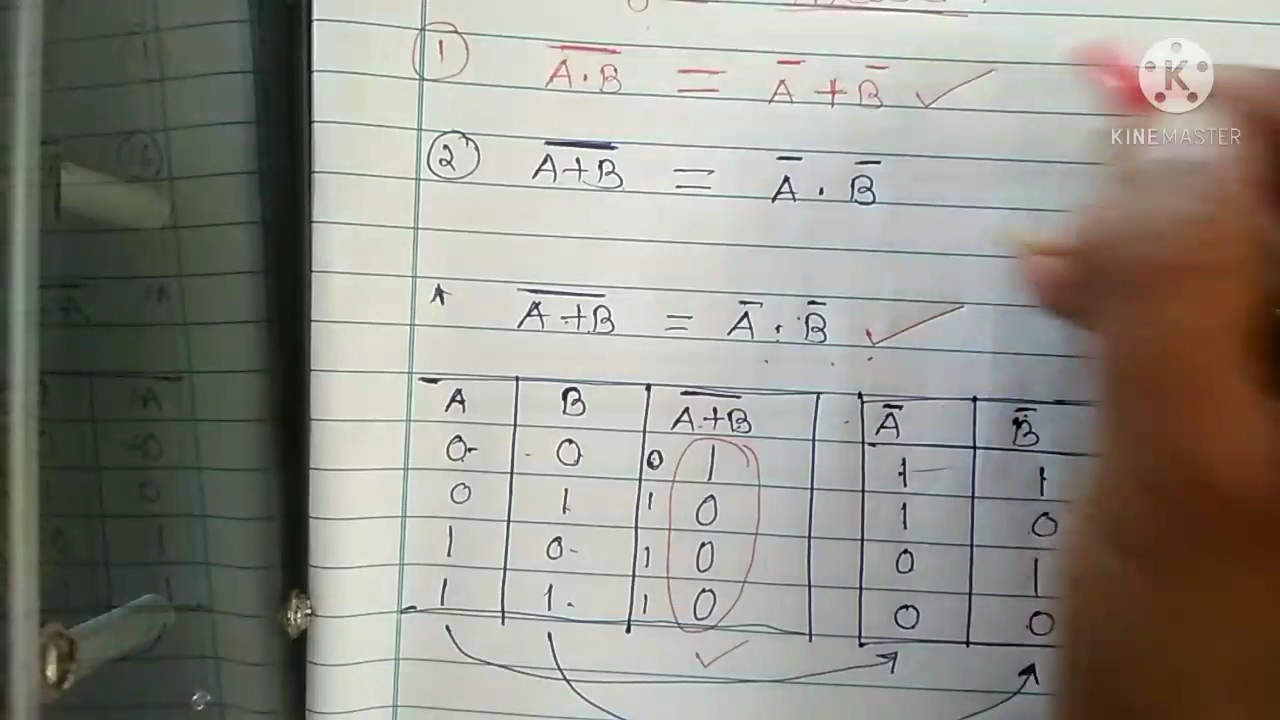 ① A̅·̅B̅ = A̅ + B̅ ✓
KINEMASTER
② A̅+̅B̅ = A̅ · B̅
* A̅+̅B̅ = A̅ · B̅ ✓
A B A̅+̅B̅ A̅ B̅
0 0 0 1 1 1
0 1 1 0 1 0
1 0 1 0 0 1
1 1 1 0 0 0
✓